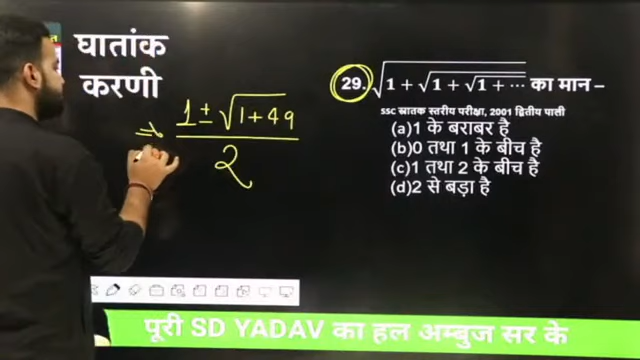 घातांक
करणी
⇒ 1 ± √1+4a / 2
29. √1 + √1 + √1 + ··· का मान –
SSC स्नातक स्तरीय परीक्षा, 2001 द्वितीय पाली
(a)1 के बराबर है
(b)0 तथा 1 के बीच है
(c)1 तथा 2 के बीच है
(d)2 से बड़ा है
पूरी SD YADAV का हल अम्बुज सर के